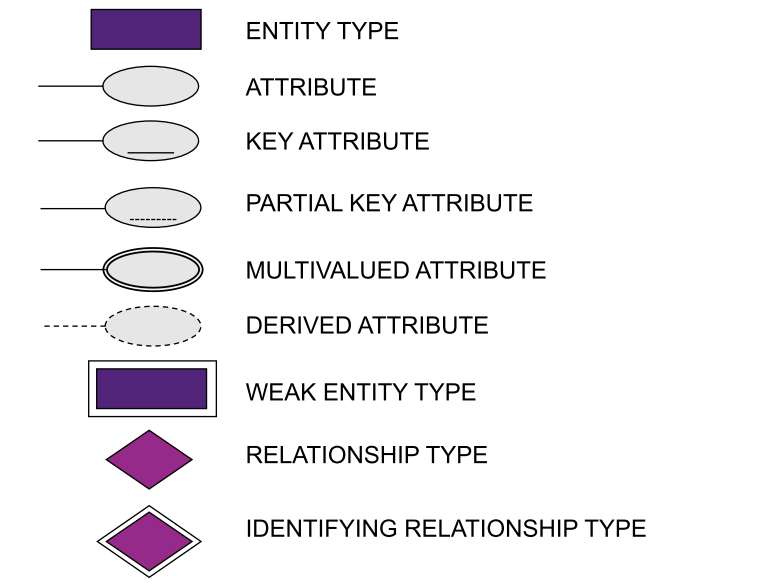 ENTITY TYPE
ATTRIBUTE
KEY ATTRIBUTE
PARTIAL KEY ATTRIBUTE
MULTIVALUED ATTRIBUTE
DERIVED ATTRIBUTE
WEAK ENTITY TYPE
RELATIONSHIP TYPE
IDENTIFYING RELATIONSHIP TYPE